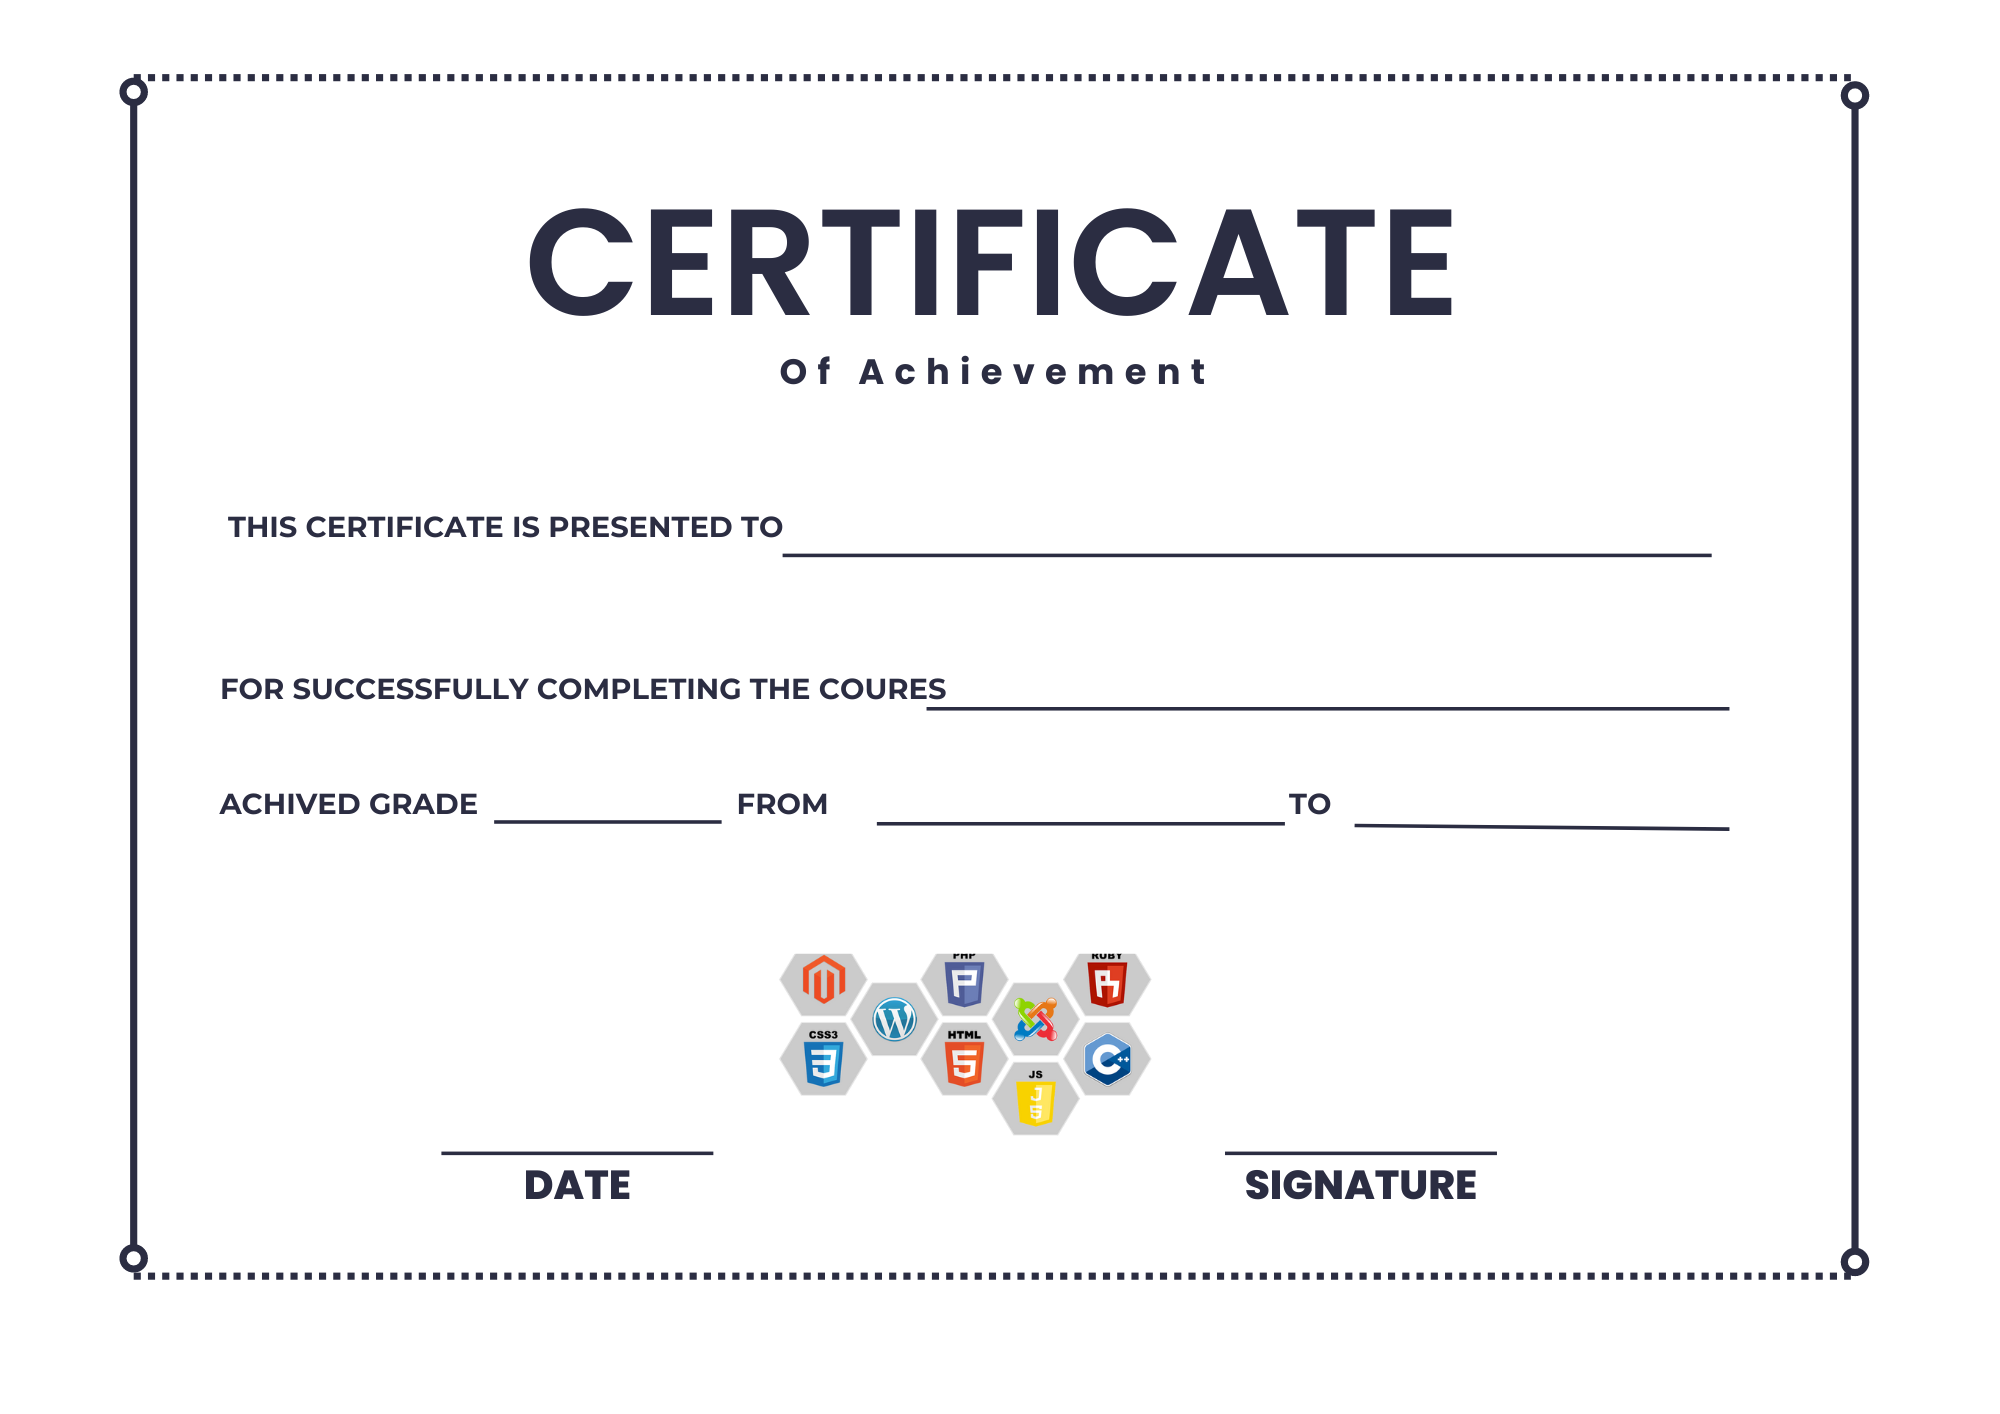 CERTIFICATE
Of Achievement
THIS CERTIFICATE IS PRESENTED TO
FOR SUCCESSFULLY COMPLETING THE COURES
ACHIVED GRADE FROM TO
PHP RUBY
CSS3 HTML C++
JS
JS
DATE SIGNATURE